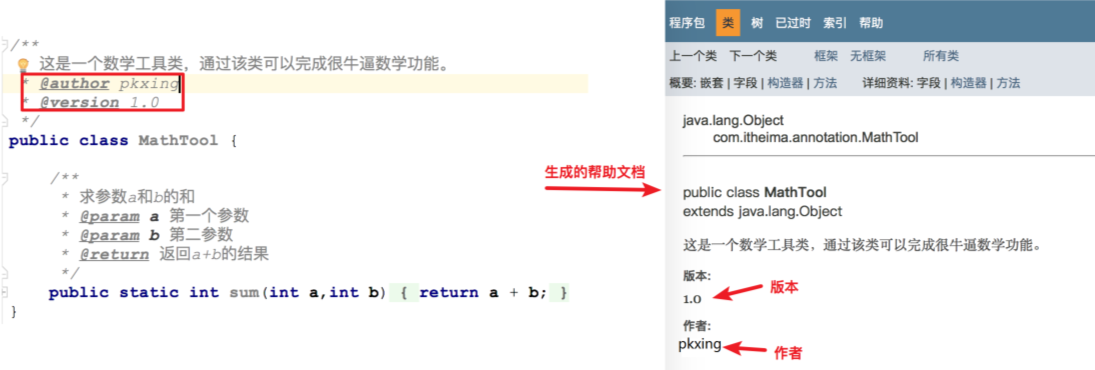 /**
这是一个数学工具类，通过该类可以完成很牛逼数学功能。
* @author pkxing
* @version 1.0
*/
public class MathTool {
/**
* 求参数a和b的和
* @param a 第一个参数
* @param b 第二参数
* @return 返回a+b的结果
*/
public static int sum(int a,int b) { return a + b; }
}
生成的帮助文档
程序包 类 树 已过时 索引 帮助
上一个类 下一个类 框架 无框架 所有类
概要: 嵌套 | 字段 | 构造器 | 方法 详细资料: 字段 | 构造器 | 方法
java.lang.Object
com.itheima.annotation.MathTool
public class MathTool
extends java.lang.Object
这是一个数学工具类，通过该类可以完成很牛逼数学功能。
版本:
1.0
版本
作者:
pkxing
作者